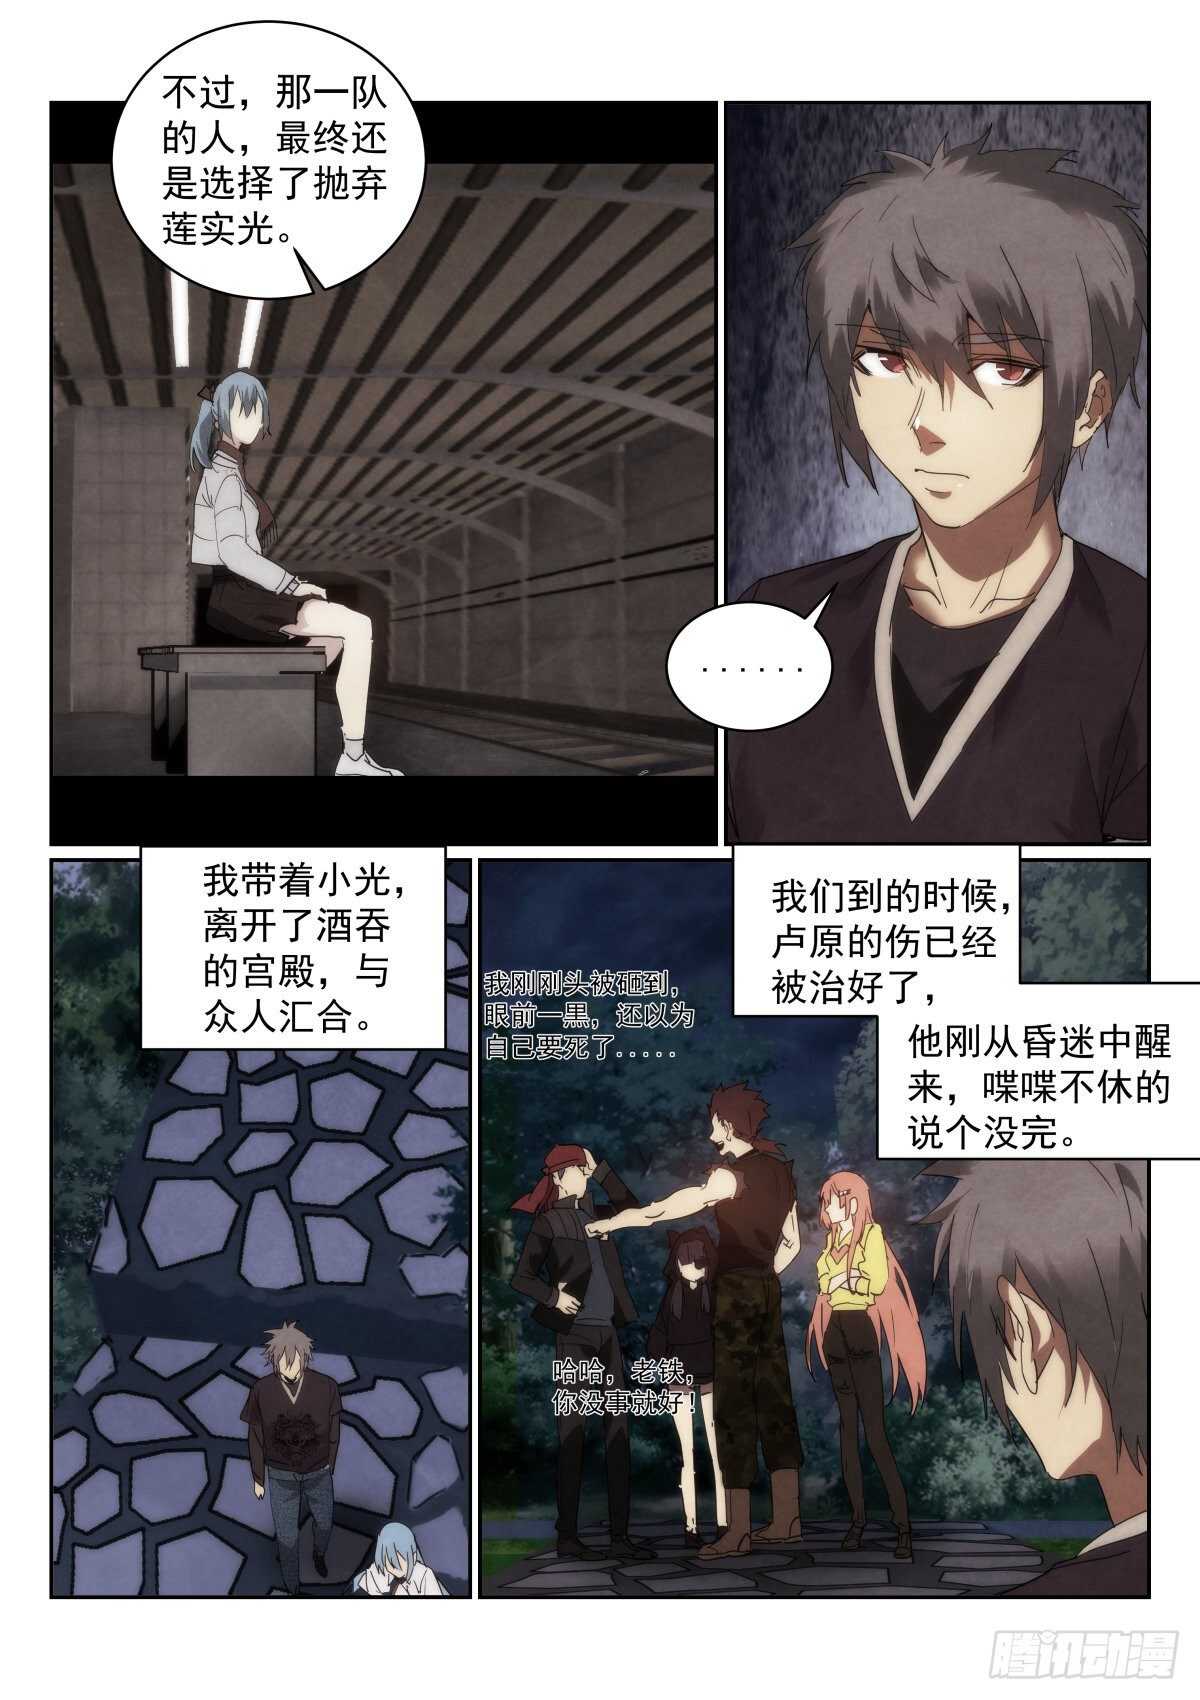 不过，那一队
的人，最终还
是选择了抛弃
莲实光。
......
我带着小光，
离开了酒吞
的宫殿，与
众人汇合。
我们到的时候，
卢原的伤已经
被治好了，
他刚从昏迷中醒
来，喋喋不休的
说个没完。
我刚刚头被砸到，
眼前一黑，还以为
自己要死了.....
哈哈，老铁，
你没事就好！
腾讯动漫